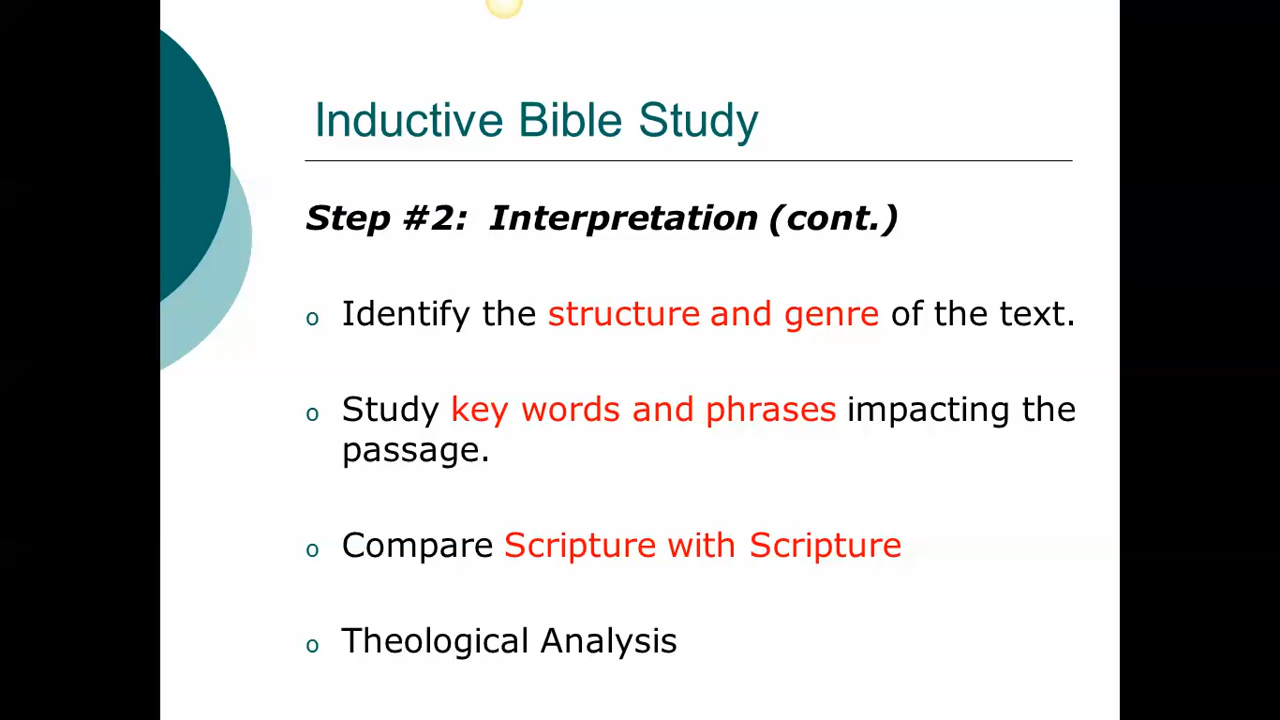 Inductive Bible Study
Step #2: Interpretation (cont.)
o Identify the structure and genre of the text.
o Study key words and phrases impacting the
passage.
o Compare Scripture with Scripture
o Theological Analysis